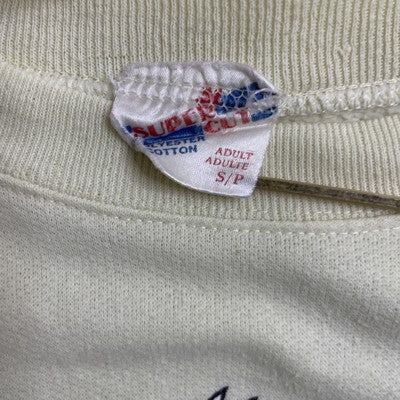 SUPER
CUT
POLYESTER
COTTON
ADULT
ADULTE
S/P